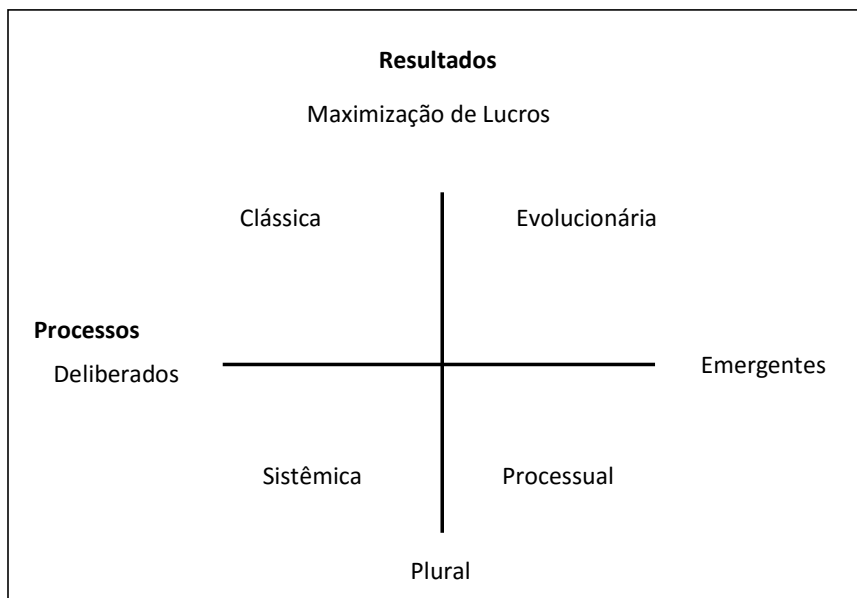 Resultados
Maximização de Lucros
Clássica
Evolucionária
Processos
Deliberados
Emergentes
Sistêmica
Processual
Plural